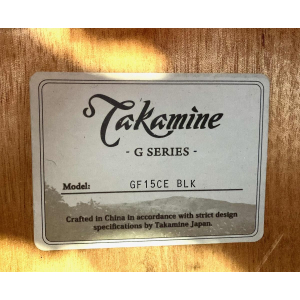 Takamine
- G SERIES -
Model: GF15CE BLK
Crafted in China in accordance with strict design
specifications by Takamine Japan.